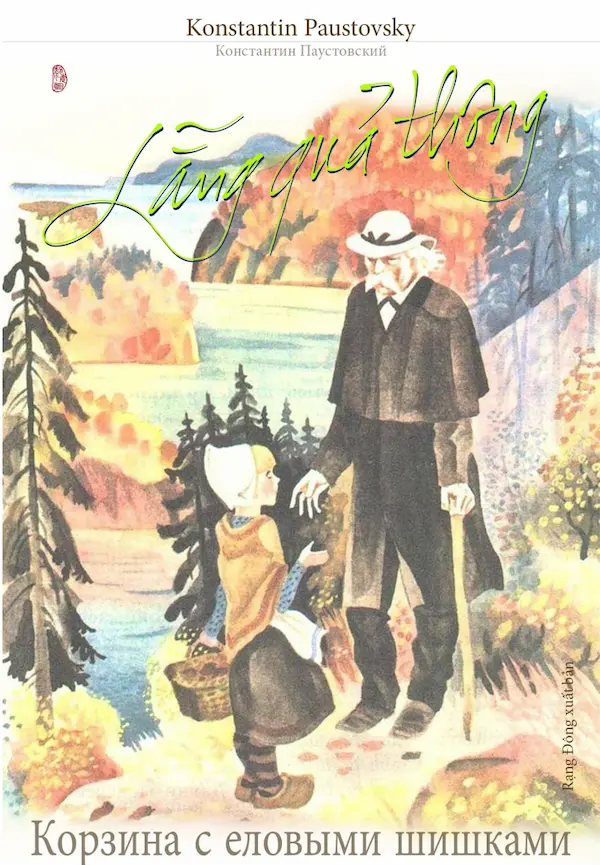 Konstantin Paustovsky
Константин Паустовский
Lẵng quả thông
Rạng Đông xuất bản
Корзина с еловыми шишками